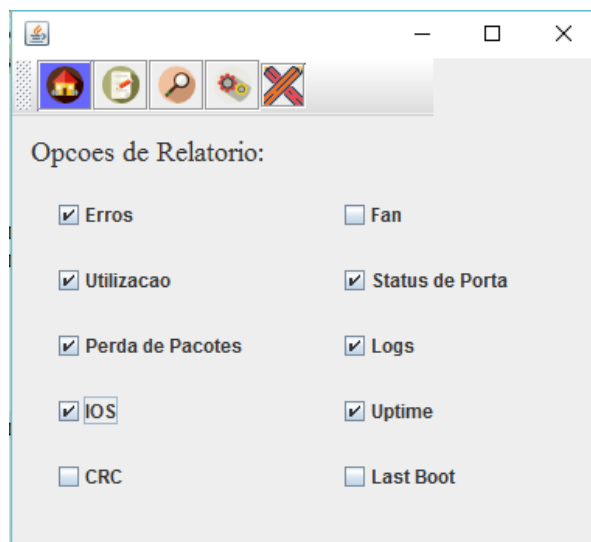 Opcoes de Relatorio:
Erros
Fan
Utilizacao
Status de Porta
Perda de Pacotes
Logs
IOS
Uptime
CRC
Last Boot